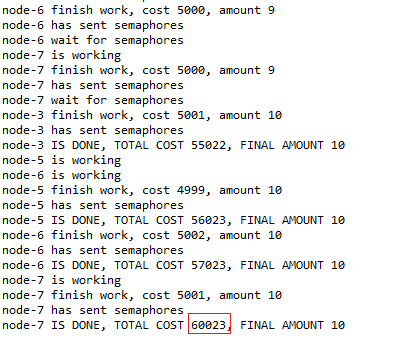 node-6 finish work, cost 5000, amount 9
node-6 has sent semaphores
node-6 wait for semaphores
node-7 is working
node-7 finish work, cost 5000, amount 9
node-7 has sent semaphores
node-7 wait for semaphores
node-3 finish work, cost 5001, amount 10
node-3 has sent semaphores
node-3 IS DONE, TOTAL COST 55022, FINAL AMOUNT 10
node-5 is working
node-6 is working
node-5 finish work, cost 4999, amount 10
node-5 has sent semaphores
node-5 IS DONE, TOTAL COST 56023, FINAL AMOUNT 10
node-6 finish work, cost 5002, amount 10
node-6 has sent semaphores
node-6 IS DONE, TOTAL COST 57023, FINAL AMOUNT 10
node-7 is working
node-7 finish work, cost 5001, amount 10
node-7 has sent semaphores
node-7 IS DONE, TOTAL COST 60023, FINAL AMOUNT 10